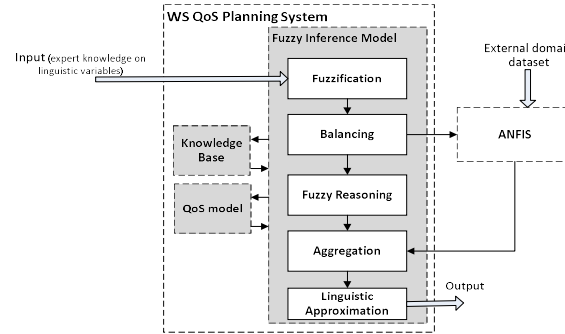 WS QoS Planning System
Fuzzy Inference Model
Input (expert knowledge on
linguistic variables)
Fuzzification
External domai
dataset
Balancing
ANFIS
Knowledge
Base
Fuzzy Reasoning
QoS model
Aggregation
Linguistic
Approximation
Output